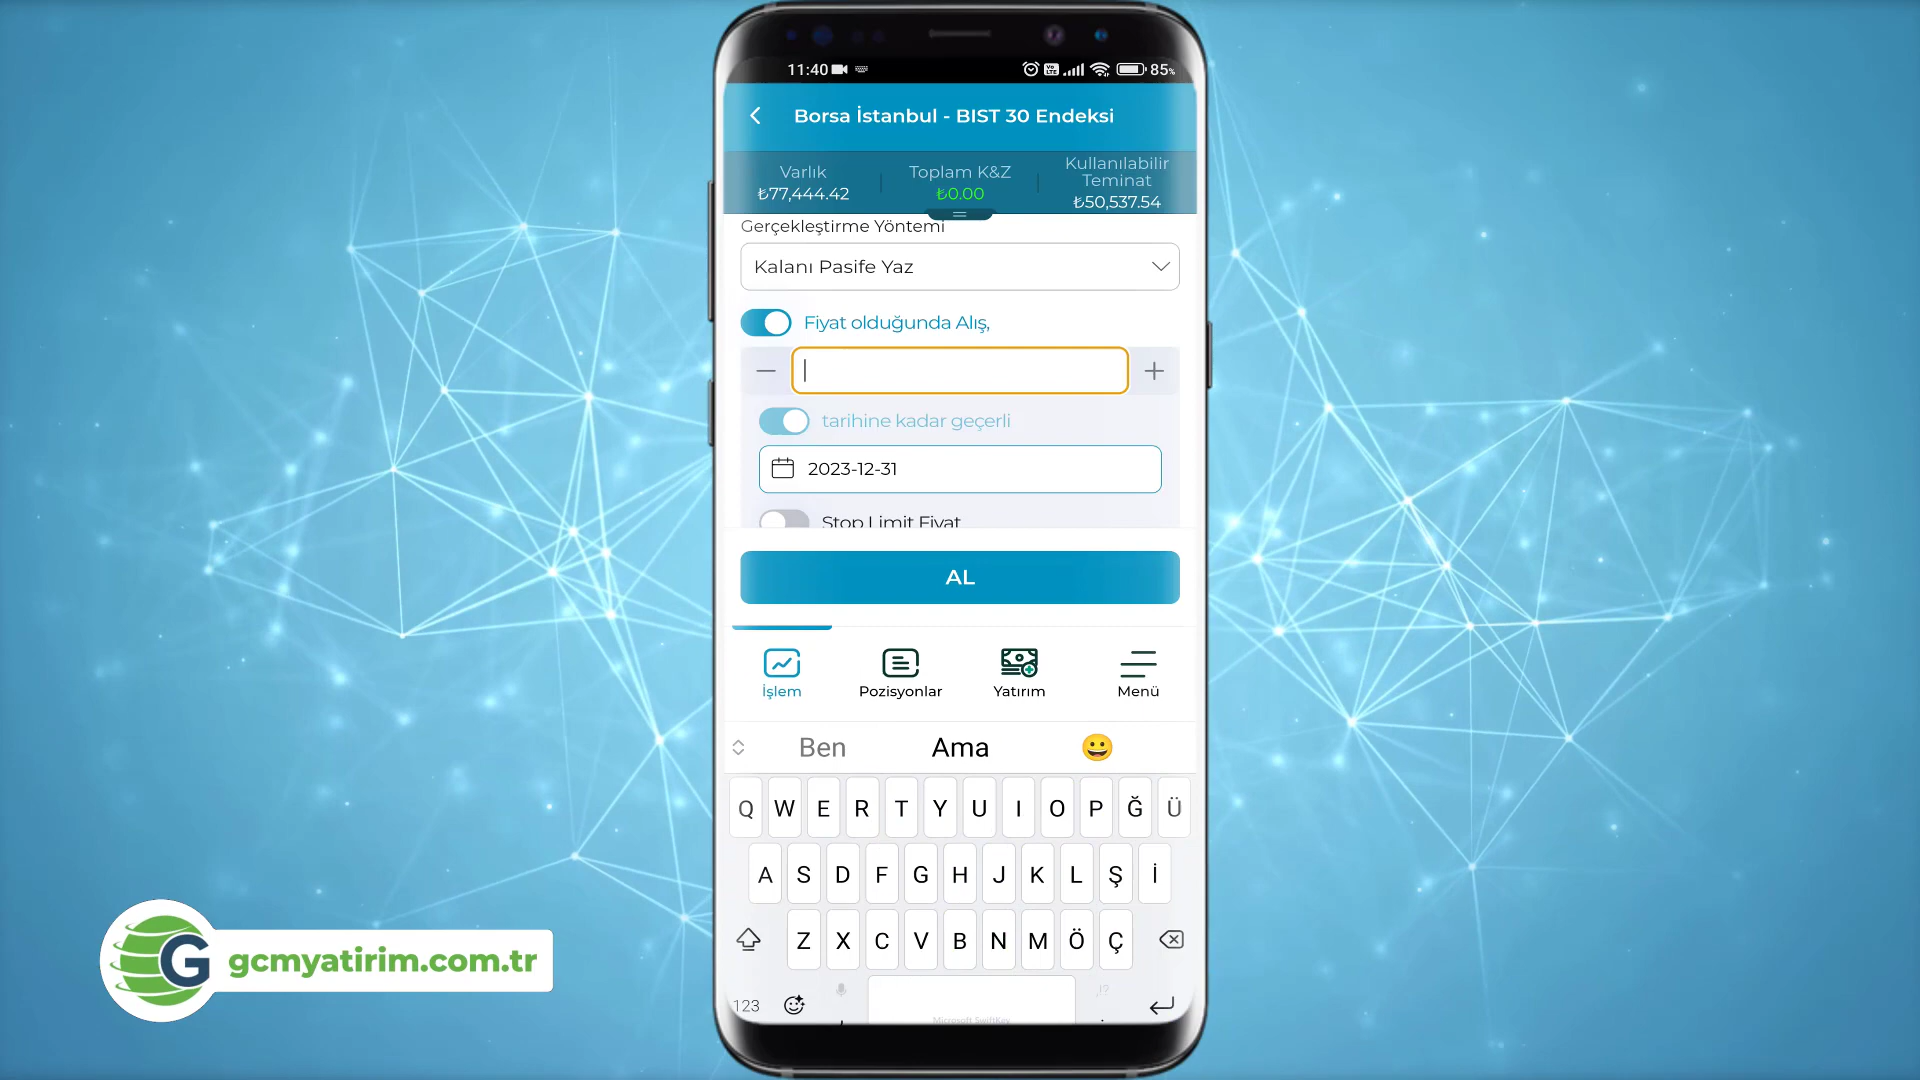 11:40
85%
Borsa İstanbul - BIST 30 Endeksi
Varlık
₺77,444.42
Toplam K&Z
₺0.00
Kullanılabilir
Teminat
₺50,537.54
Gerçekleştirme Yöntemi
Kalanı Pasife Yaz
Fiyat olduğunda Alış,
tarihine kadar geçerli
2023-12-31
Stop Limit Fiyat
AL
İşlem
Pozisyonlar
Yatırım
Menü
Ben
Ama
Q W E R T Y U I O P Ğ Ü
A S D F G H J K L Ş İ
Z X C V B N M Ö Ç
123
,
Microsoft SwiftKey
.
,!?
G
gcmyatirim.com.tr